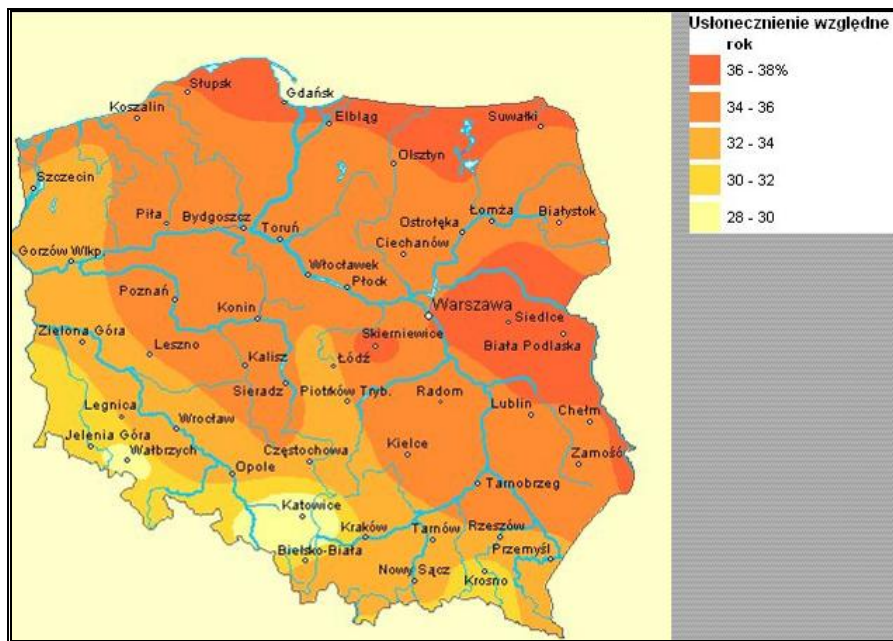 Usłonecznienie względne
rok
36 - 38%
34 - 36
32 - 34
30 - 32
28 - 30
Słupsk
Gdańsk
Koszalin
Elbląg
Suwałki
Olsztyn
Szczecin
Piła
Bydgoszcz
Toruń
Ostrołęka
Łomża
Białystok
Ciechanów
Gorzów Wlkp.
Włocławek
Płock
Poznań
Konin
Warszawa
Siedlce
Skierniewice
Biała Podlaska
Zielona Góra
Leszno
Kalisz
Łódź
Sieradz
Piotrków Tryb.
Radom
Lublin
Chełm
Legnica
Wrocław
Jelenia Góra
Wałbrzych
Częstochowa
Kielce
Zamość
Opole
Tarnobrzeg
Katowice
Kraków
Tarnów
Rzeszów
Przemyśl
Bielsko-Biała
Nowy Sącz
Krosno